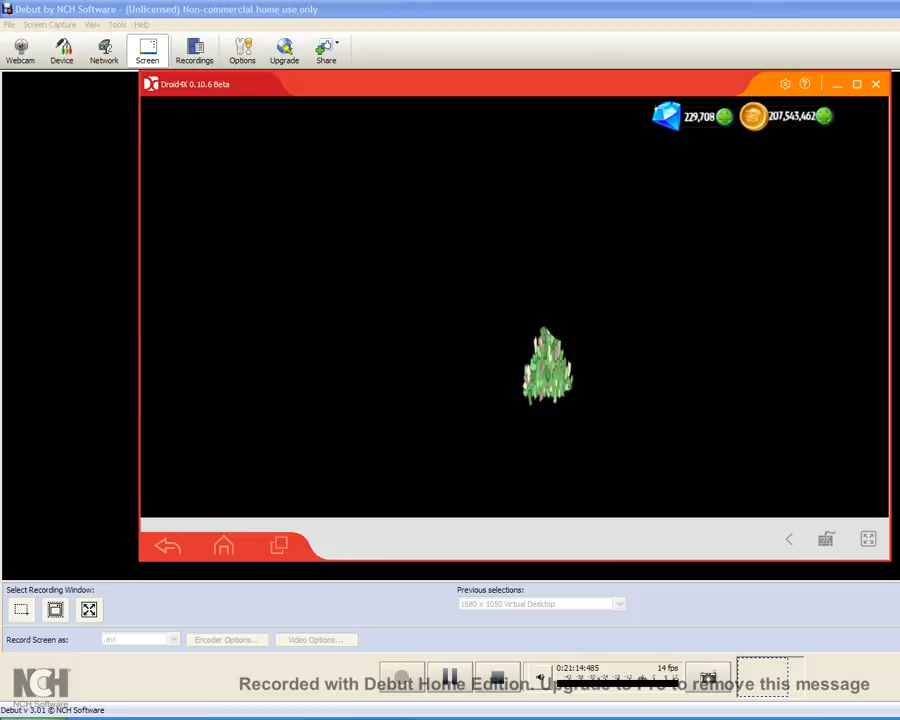 Debut by NCH Software - (Unlicensed) Non-commercial home use only
File Screen Capture View Tools Help
Webcam Device Network Screen Recordings Options Upgrade Share
Droid4X 0.10.6 Beta
229,708 207,543,462
Select Recording Window:
Previous selections:
1680 x 1050 Virtual Desktop
Record Screen as: .avi Encoder Options... Video Options...
0:21:14:485 14 fps
NCH
NCH Software
Recorded with Debut Home Edition. Upgrade to Pro to remove this message
Debut v 3.01 © NCH Software